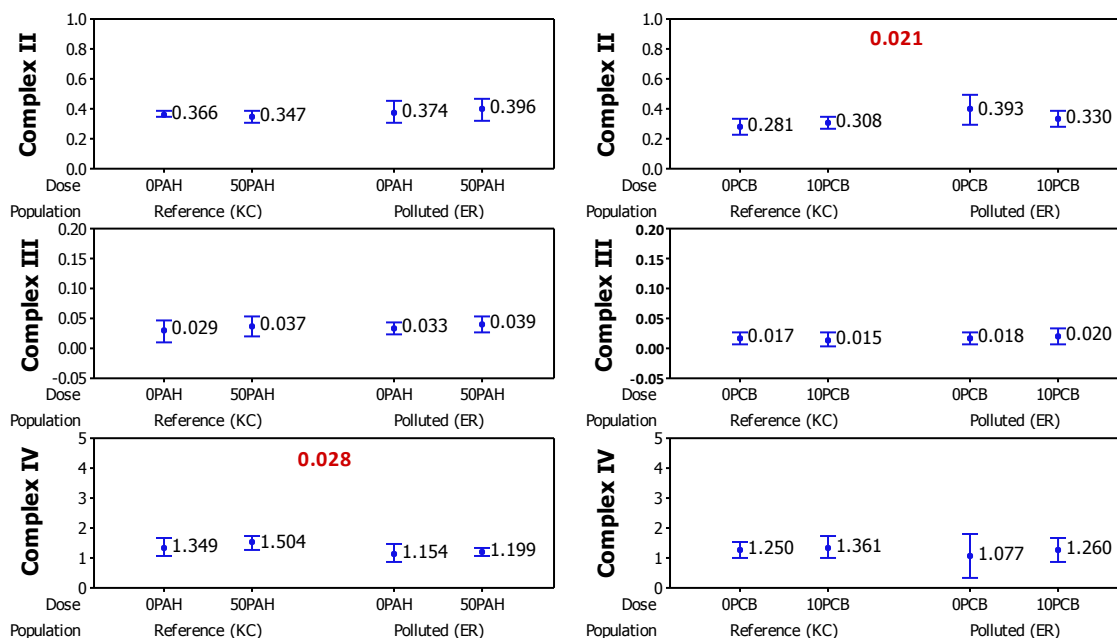 Complex II
1.0
0.8
0.6
0.4
0.2
0.0
0.366
0.347
0.374
0.396
Dose
0PAH 50PAH 0PAH 50PAH
Population
Reference (KC) Polluted (ER)
Complex II
1.0
0.8
0.6
0.4
0.2
0.0
0.021
0.281
0.308
0.393
0.330
Dose
0PCB 10PCB 0PCB 10PCB
Population
Reference (KC) Polluted (ER)
Complex III
0.20
0.15
0.10
0.05
0.00
-0.05
0.029
0.037
0.033
0.039
Dose
0PAH 50PAH 0PAH 50PAH
Population
Reference (KC) Polluted (ER)
Complex III
0.20
0.15
0.10
0.05
0.00
-0.05
0.017
0.015
0.018
0.020
Dose
0PCB 10PCB 0PCB 10PCB
Population
Reference (KC) Polluted (ER)
Complex IV
5
4
3
2
1
0
0.028
1.349
1.504
1.154
1.199
Dose
0PAH 50PAH 0PAH 50PAH
Population
Reference (KC) Polluted (ER)
Complex IV
5
4
3
2
1
0
1.250
1.361
1.077
1.260
Dose
0PCB 10PCB 0PCB 10PCB
Population
Reference (KC) Polluted (ER)